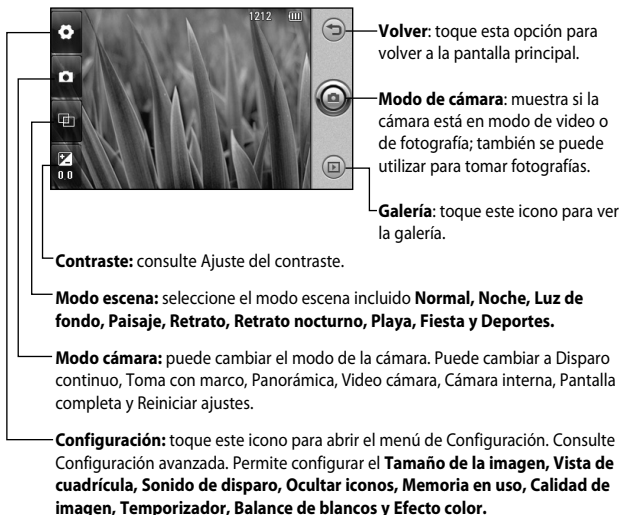 1212
0.0
Volver: toque esta opción para
volver a la pantalla principal.
Modo de cámara: muestra si la
cámara está en modo de video o
de fotografía; también se puede
utilizar para tomar fotografías.
Galería: toque este icono para ver
la galería.
Contraste: consulte Ajuste del contraste.
Modo escena: seleccione el modo escena incluido Normal, Noche, Luz de
fondo, Paisaje, Retrato, Retrato nocturno, Playa, Fiesta y Deportes.
Modo cámara: puede cambiar el modo de la cámara. Puede cambiar a Disparo
continuo, Toma con marco, Panorámica, Video cámara, Cámara interna, Pantalla
completa y Reiniciar ajustes.
Configuración: toque este icono para abrir el menú de Configuración. Consulte
Configuración avanzada. Permite configurar el Tamaño de la imagen, Vista de
cuadrícula, Sonido de disparo, Ocultar iconos, Memoria en uso, Calidad de
imagen, Temporizador, Balance de blancos y Efecto color.